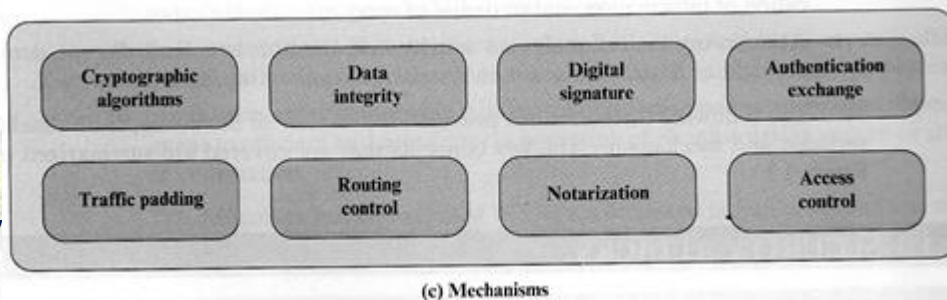 Cryptographic
algorithms
Data
integrity
Digital
signature
Authentication
exchange
Traffic padding
Routing
control
Notarization
Access
control
(c) Mechanisms